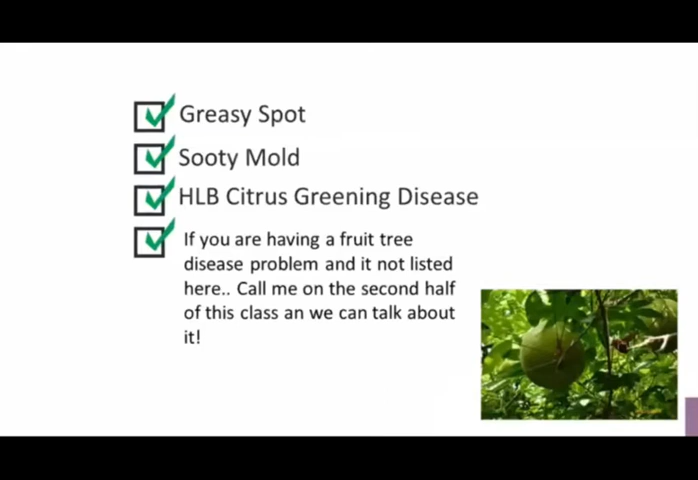 Greasy Spot
Sooty Mold
HLB Citrus Greening Disease
If you are having a fruit tree
disease problem and it not listed
here.. Call me on the second half
of this class an we can talk about
it!